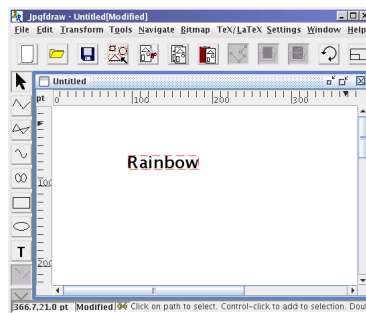 Jpgfdraw - Untitled[Modified]
File Edit Transform Tools Navigate Bitmap TeX/LaTeX Settings Window Help
Untitled
pt 0 100 200 300
Rainbow
100
T
200
366.7,21.0 pt Modified Click on path to select. Control-click to add to selection. Doul